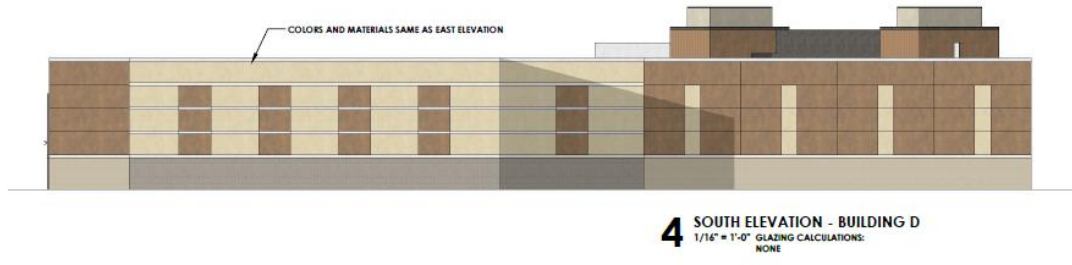 COLORS AND MATERIALS SAME AS EAST ELEVATION
4 SOUTH ELEVATION - BUILDING D
1/16" = 1'-0" GLAZING CALCULATIONS:
NONE